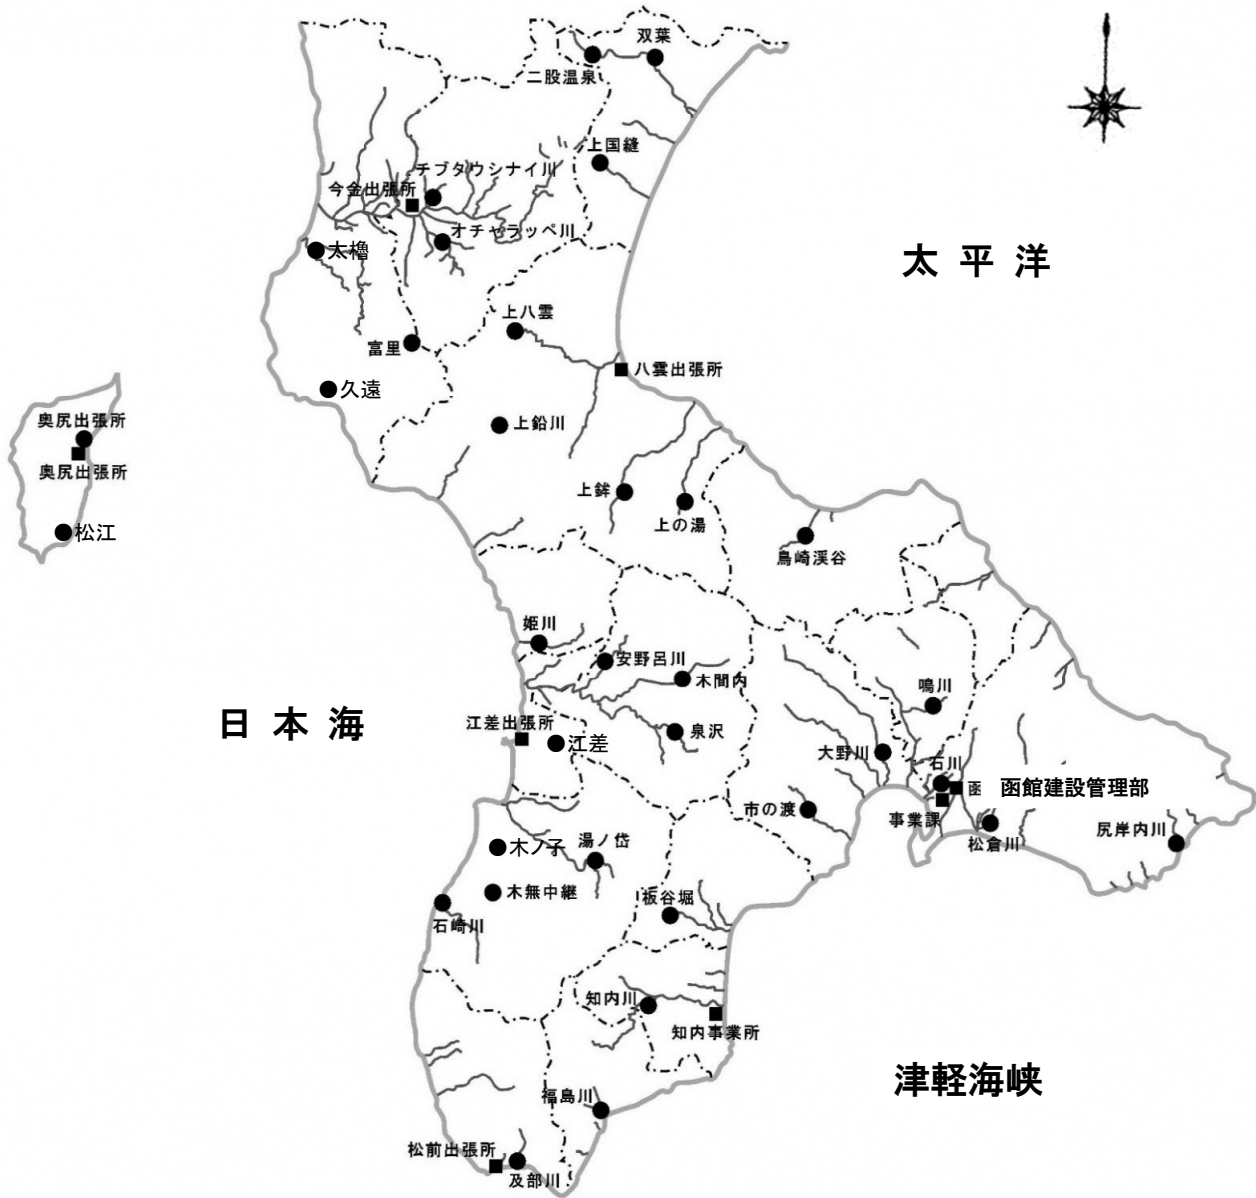 双葉
二股温泉
上国縫
チブタウシナイ川
今金出張所
オチャラッペ川
太櫓
太平洋
上八雲
富里
八雲出張所
久遠
奥尻出張所
上鉛川
奥尻出張所
上鉾
上の湯
松江
鳥崎渓谷
姫川
安野呂川
木間内
鳴川
日本海
江差出張所
泉沢
江差
大野川
石川
函
函館建設管理部
市の渡
事業課
松倉川
尻岸内川
木ノ子
湯ノ岱
木無中継
板谷堀
石崎川
知内川
知内事業所
津軽海峡
福島川
松前出張所
及部川